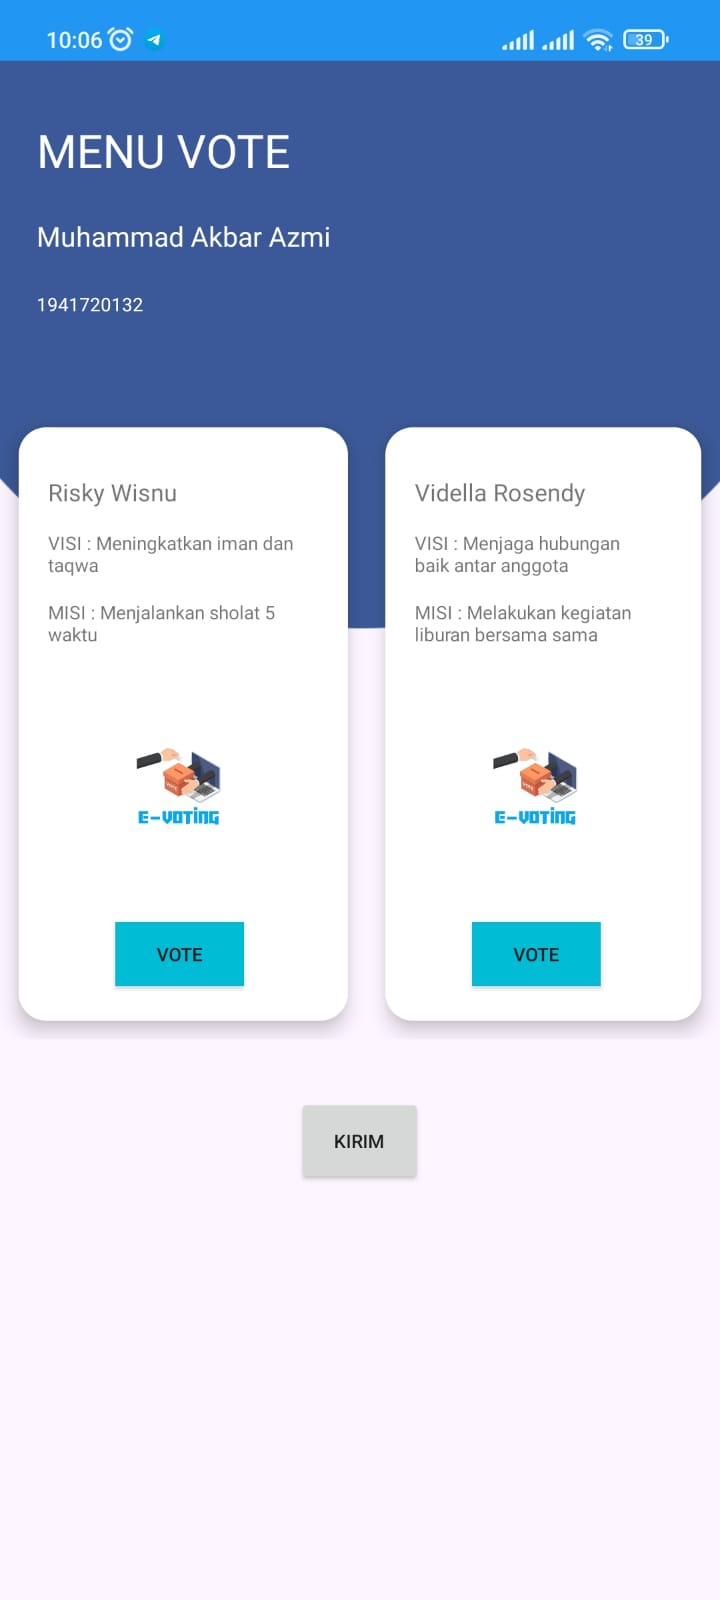 10:06
39
MENU VOTE
Muhammad Akbar Azmi
1941720132
Risky Wisnu
VISI : Meningkatkan iman dan
taqwa
MISI : Menjalankan sholat 5
waktu
E-VOTING
VOTE
Vidella Rosendy
VISI : Menjaga hubungan
baik antar anggota
MISI : Melakukan kegiatan
liburan bersama sama
E-VOTING
VOTE
KIRIM